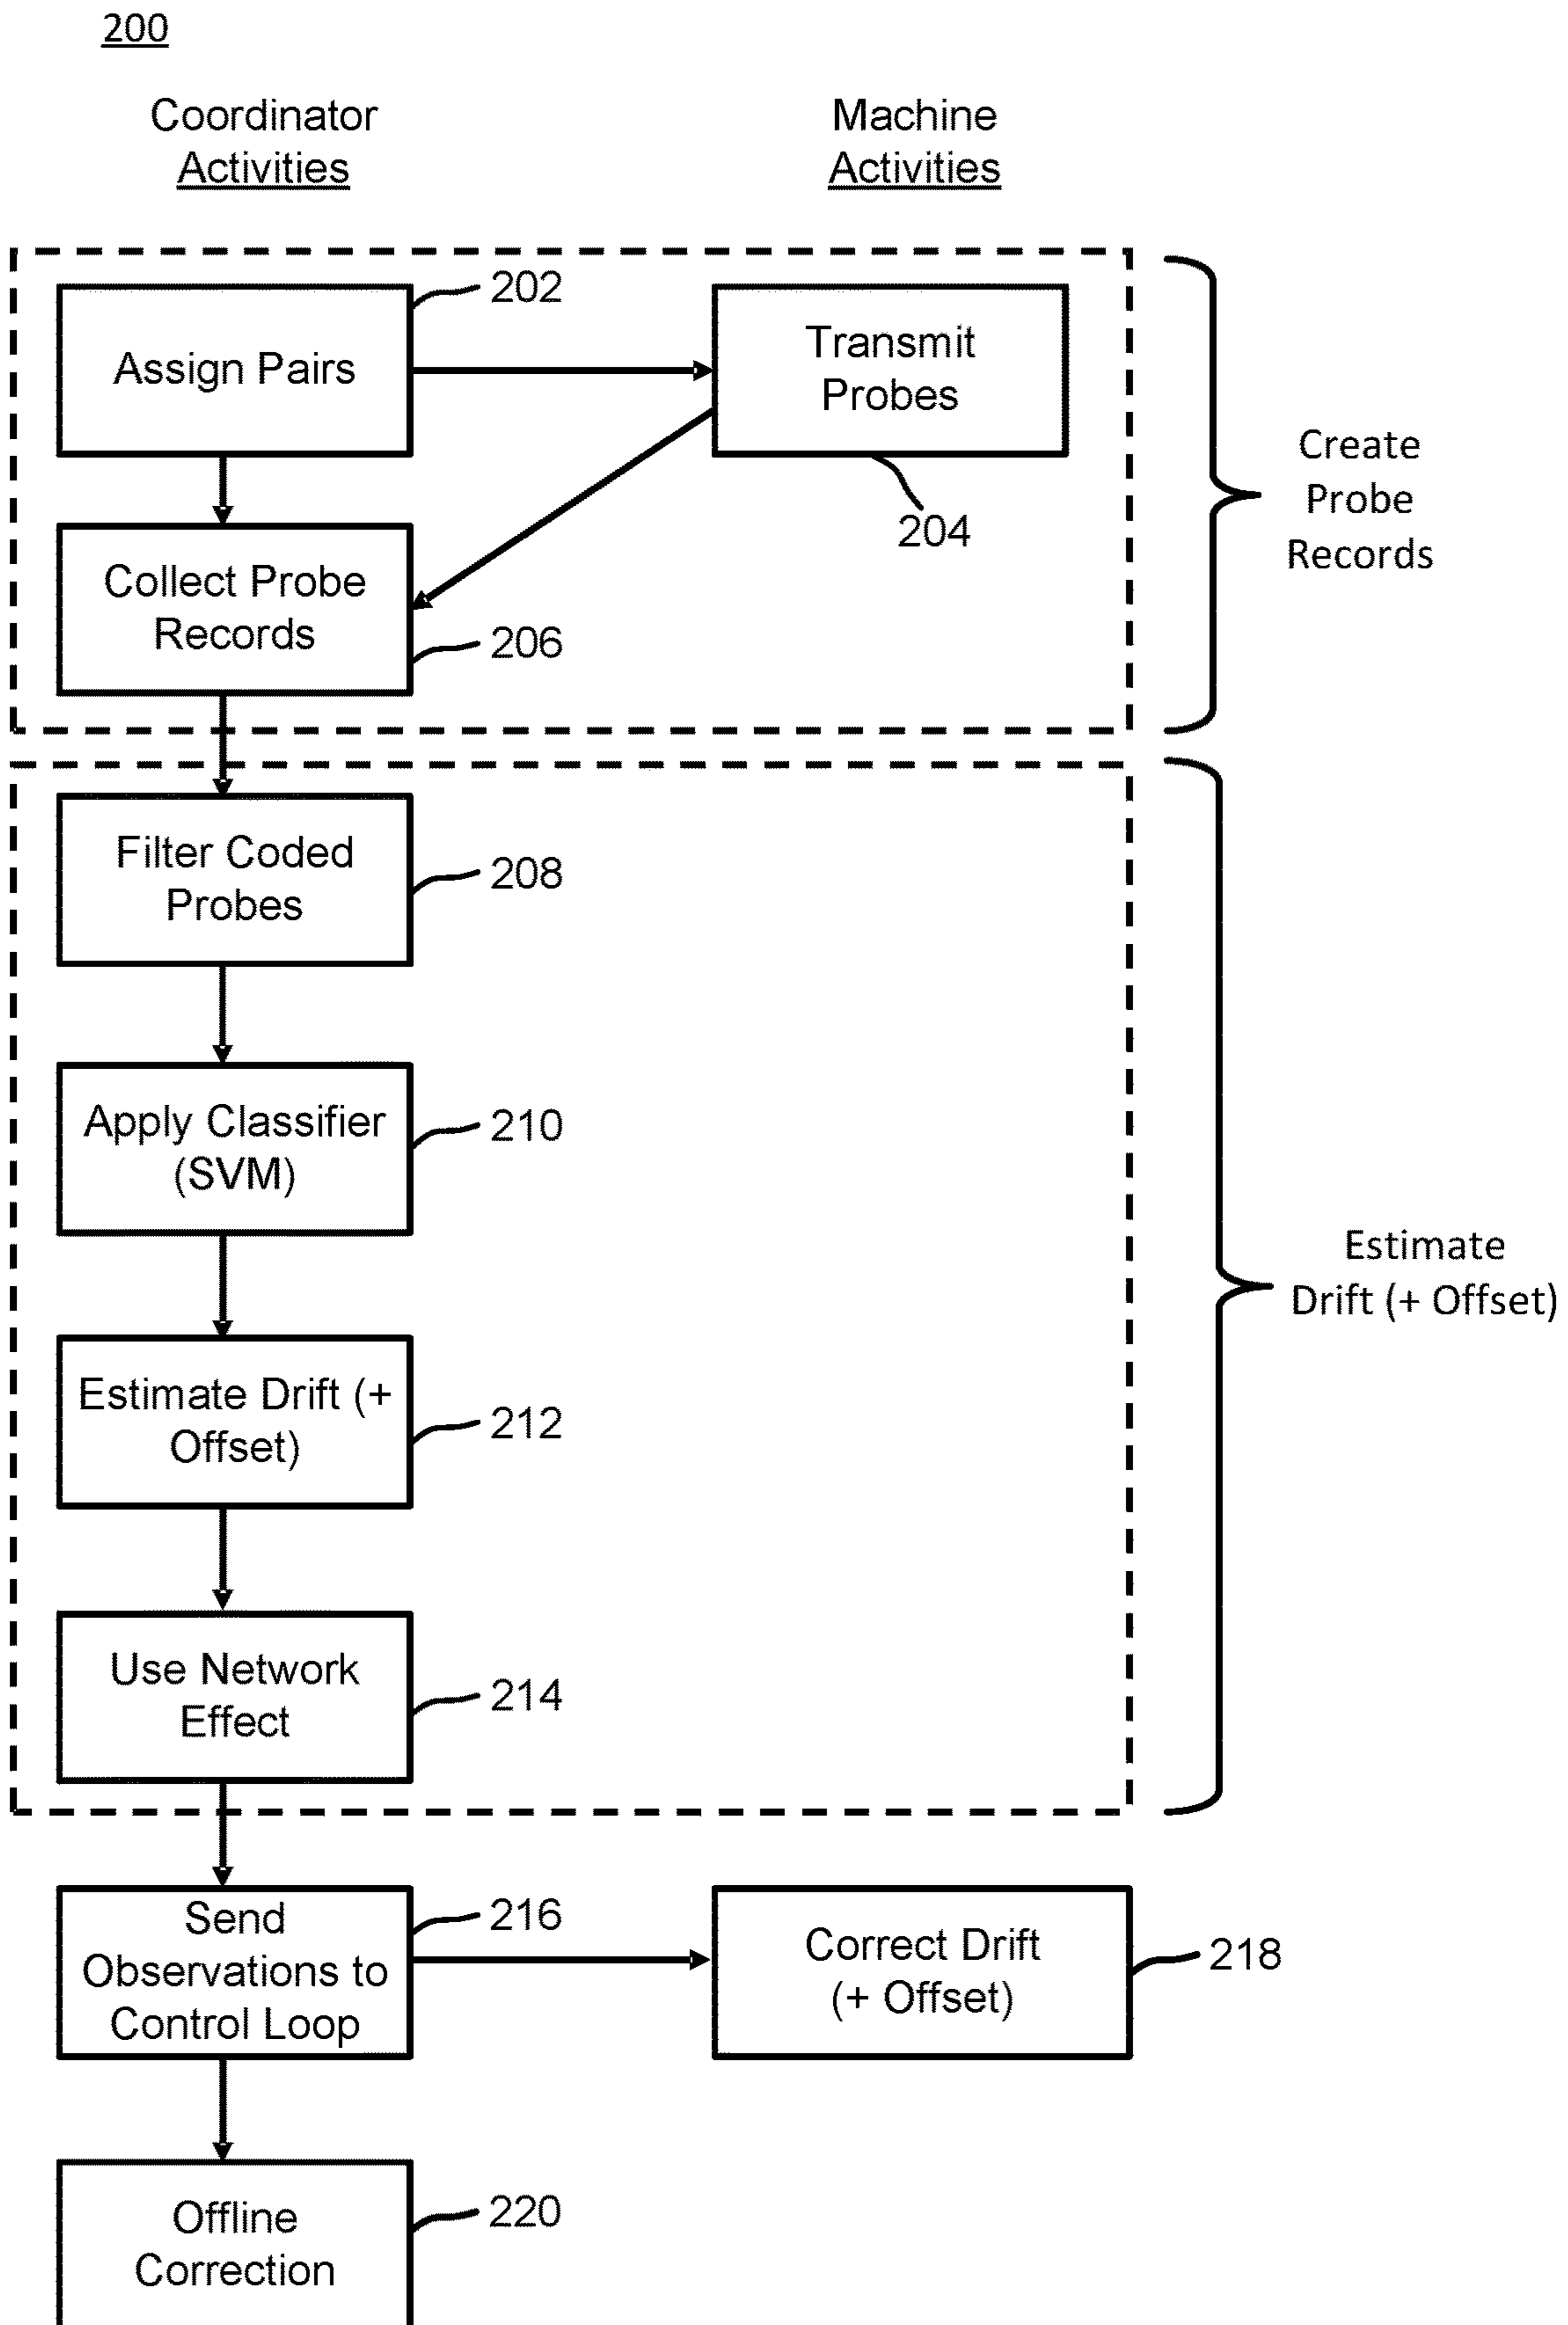 200
Coordinator
Activities
Machine
Activities
Assign Pairs
202
Transmit
Probes
204
Create
Probe
Records
Collect Probe
Records
206
Filter Coded
Probes
208
Apply Classifier
(SVM)
210
Estimate
Drift (+ Offset)
Estimate Drift (+
Offset)
212
Use Network
Effect
214
Send
Observations to
Control Loop
216
Correct Drift
(+ Offset)
218
Offline
Correction
220